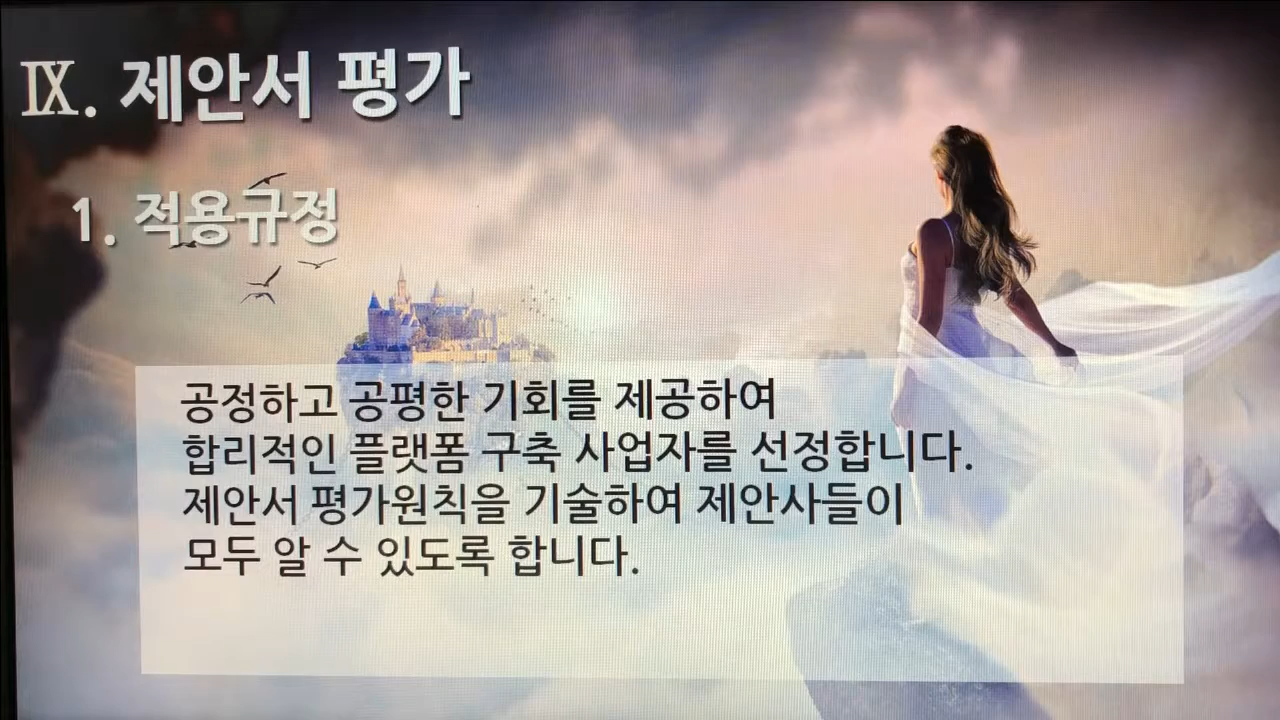 Ⅸ. 제안서 평가
1. 적용규정
공정하고 공평한 기회를 제공하여
합리적인 플랫폼 구축 사업자를 선정합니다.
제안서 평가원칙을 기술하여 제안사들이
모두 알 수 있도록 합니다.